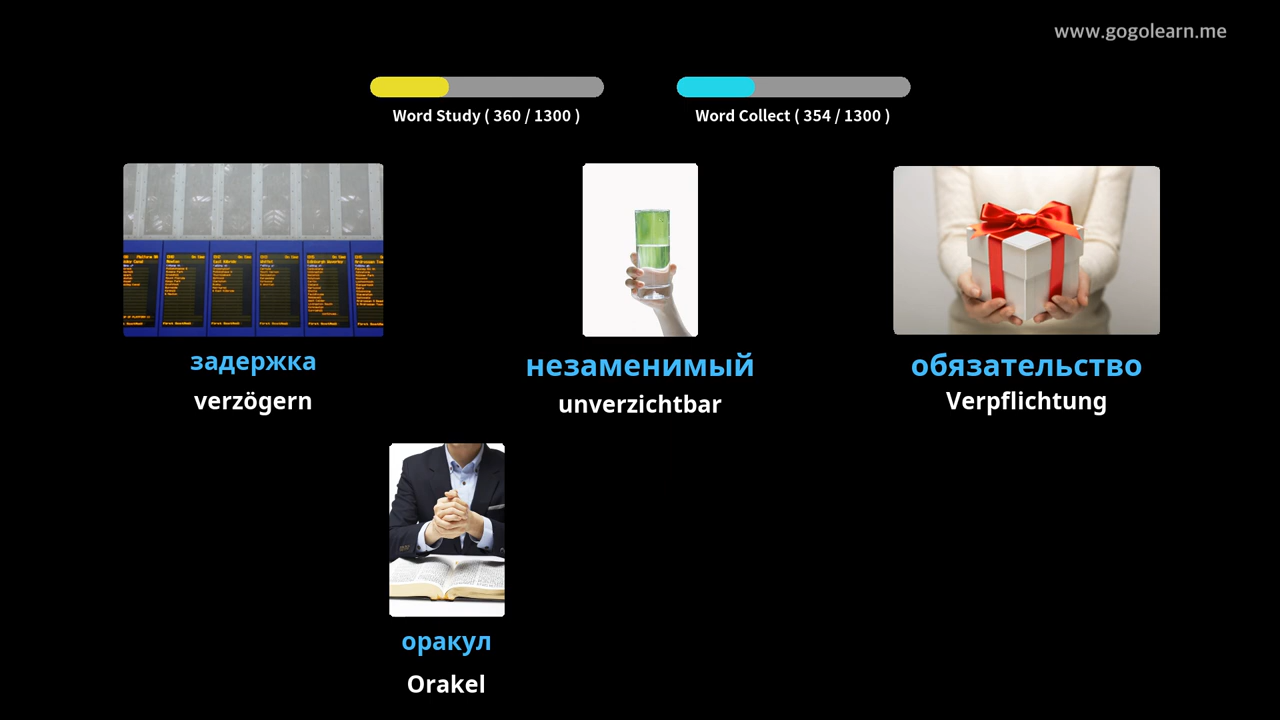 www.gogolearn.me
Word Study ( 360 / 1300 )
Word Collect ( 354 / 1300 )
задержка
verzögern
незаменимый
unverzichtbar
обязательство
Verpflichtung
оракул
Orakel